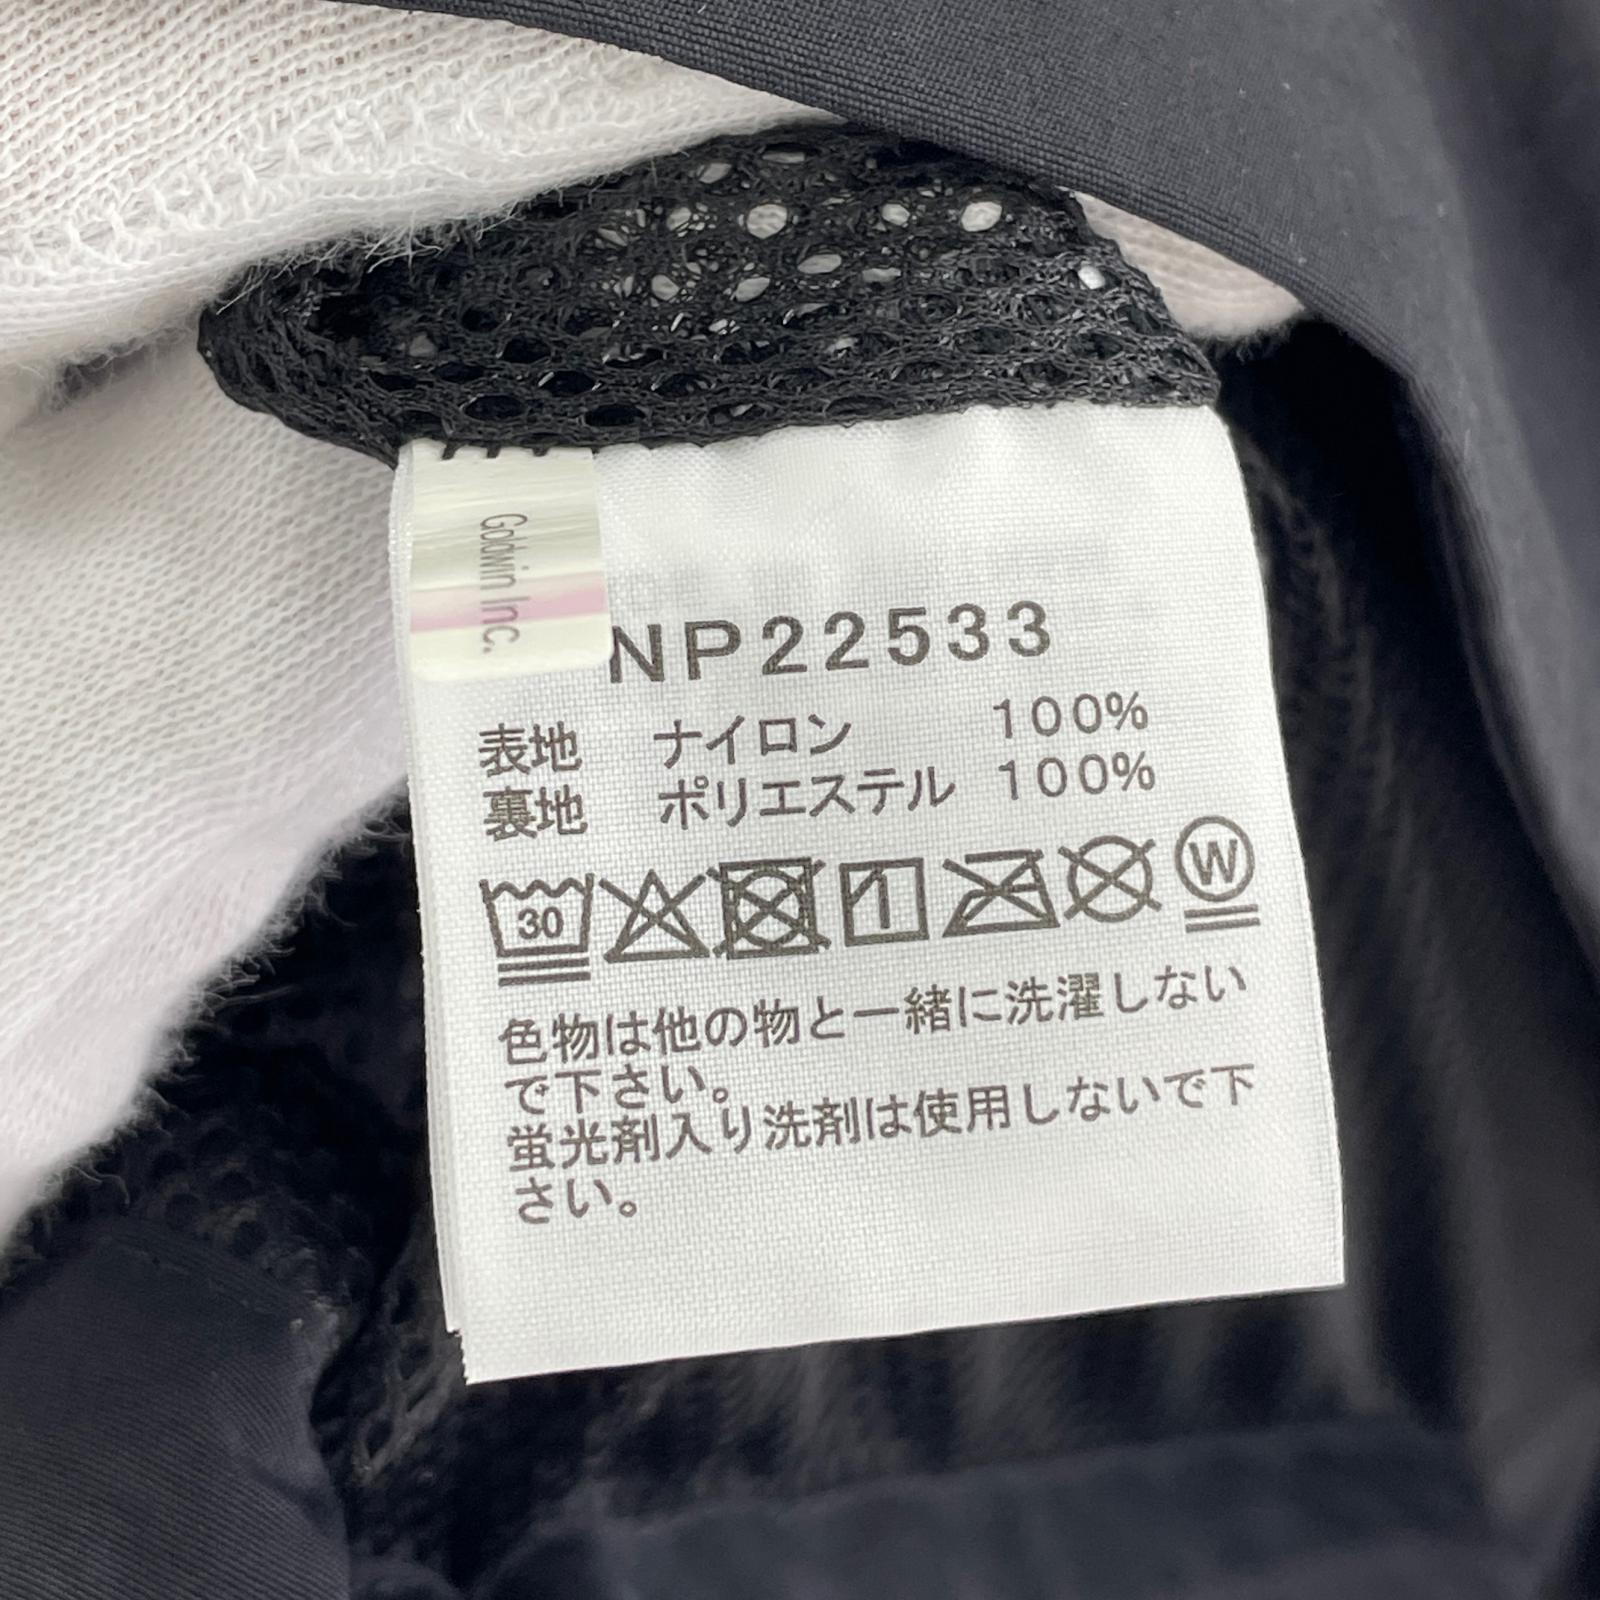 Goldwin Inc.
NP22533
表地 ナイロン 100%
裏地 ポリエステル 100%
30 W
色物は他の物と一緒に洗濯しない
で下さい。
蛍光剤入り洗剤は使用しないで下
さい。